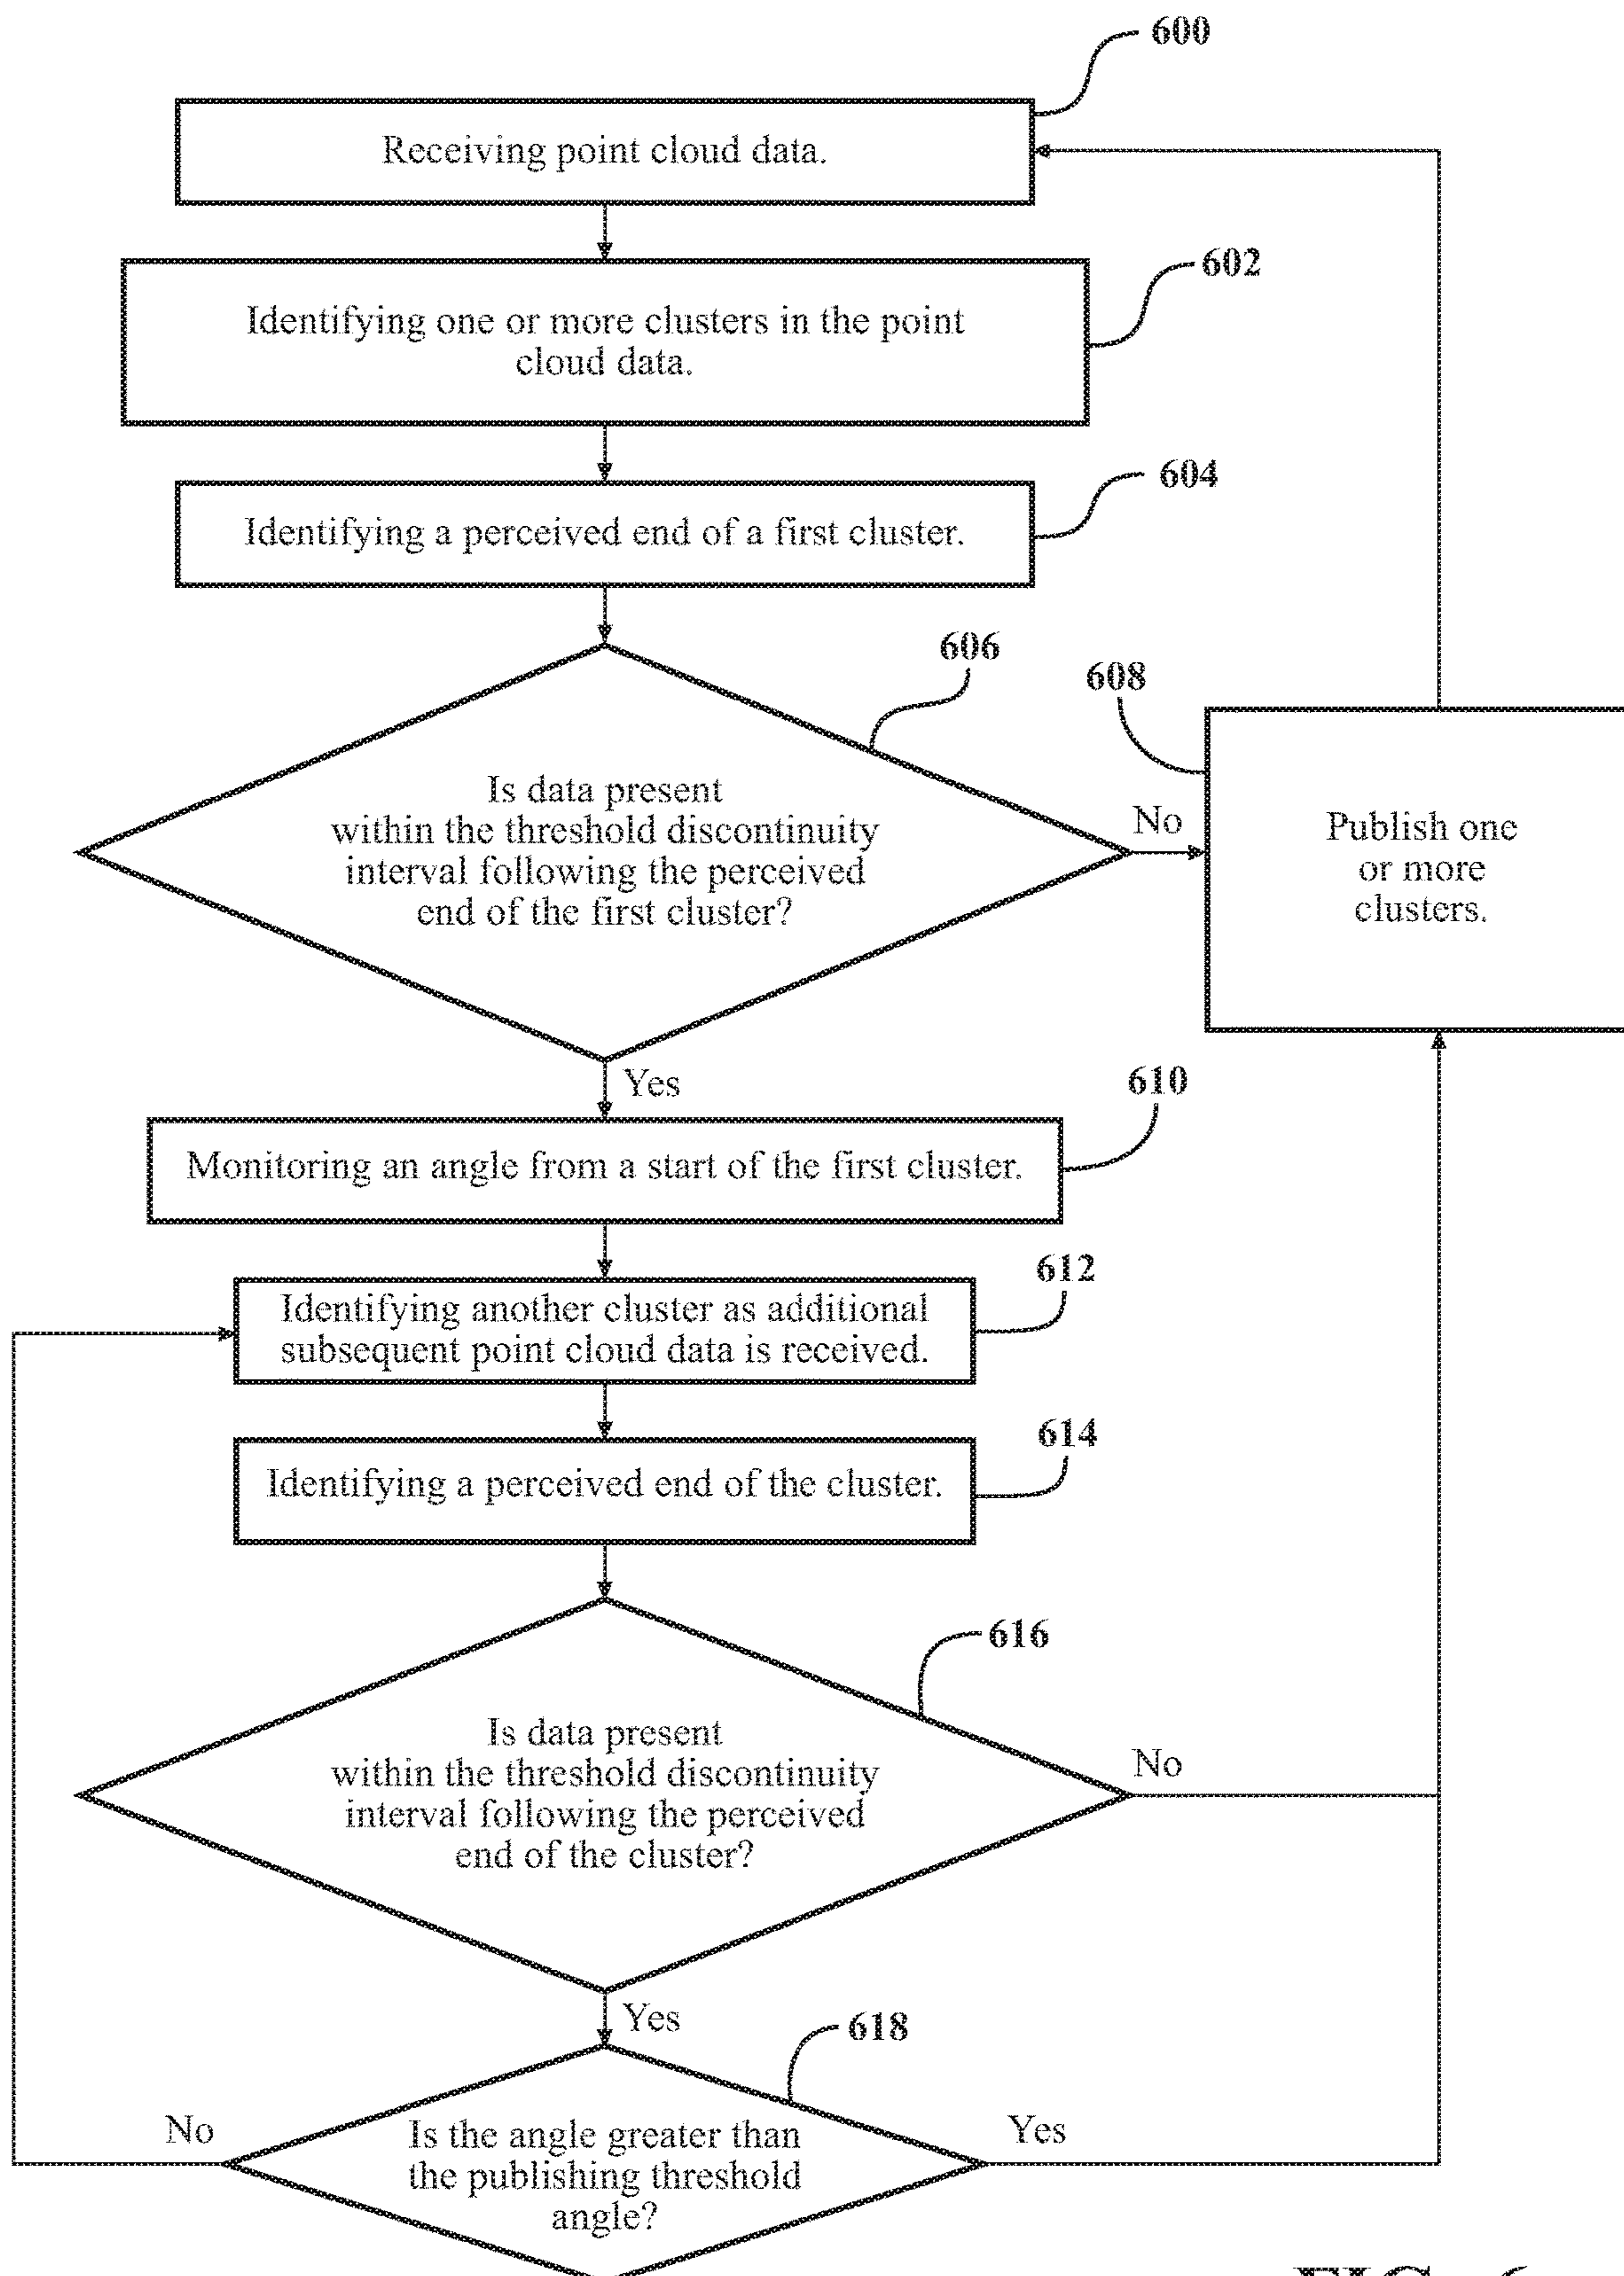 600
Receiving point cloud data.
602
Identifying one or more clusters in the point
cloud data.
604
Identifying a perceived end of a first cluster.
606
608
Is data present
within the threshold discontinuity
interval following the perceived
end of the first cluster?
No
Publish one
or more
clusters.
Yes
610
Monitoring an angle from a start of the first cluster.
612
Identifying another cluster as additional
subsequent point cloud data is received.
614
Identifying a perceived end of the cluster.
616
Is data present
within the threshold discontinuity
interval following the perceived
end of the cluster?
No
Yes
618
No
Is the angle greater than
the publishing threshold
angle?
Yes